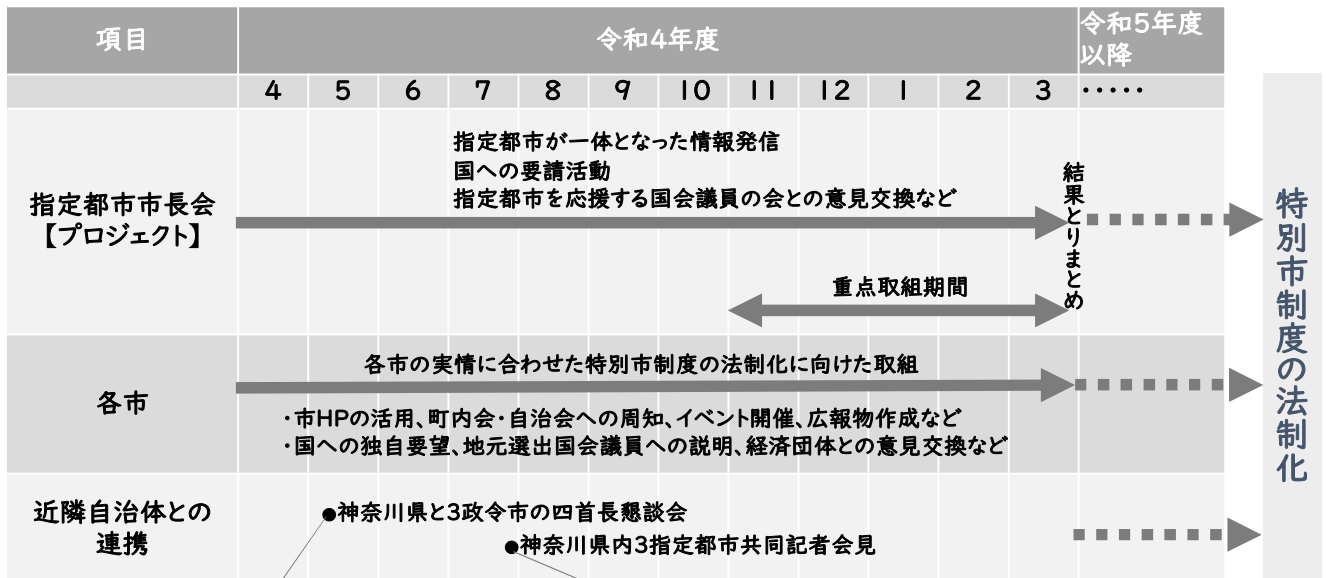 項目
令和4年度
令和5年度
以降
4 5 6 7 8 9 10 11 12 1 2 3 ・・・・・
指定都市市長会
【プロジェクト】
指定都市が一体となった情報発信
国への要請活動
指定都市を応援する国会議員の会との意見交換など
重点取組期間
結果とりまとめ
各市
各市の実情に合わせた特別市制度の法制化に向けた取組
・市HPの活用、町内会・自治会への周知、イベント開催、広報物作成など
・国への独自要望、地元選出国会議員への説明、経済団体との意見交換など
近隣自治体との
連携
●神奈川県と3政令市の四首長懇談会
●神奈川県内3指定都市共同記者会見
特別市制度の法制化